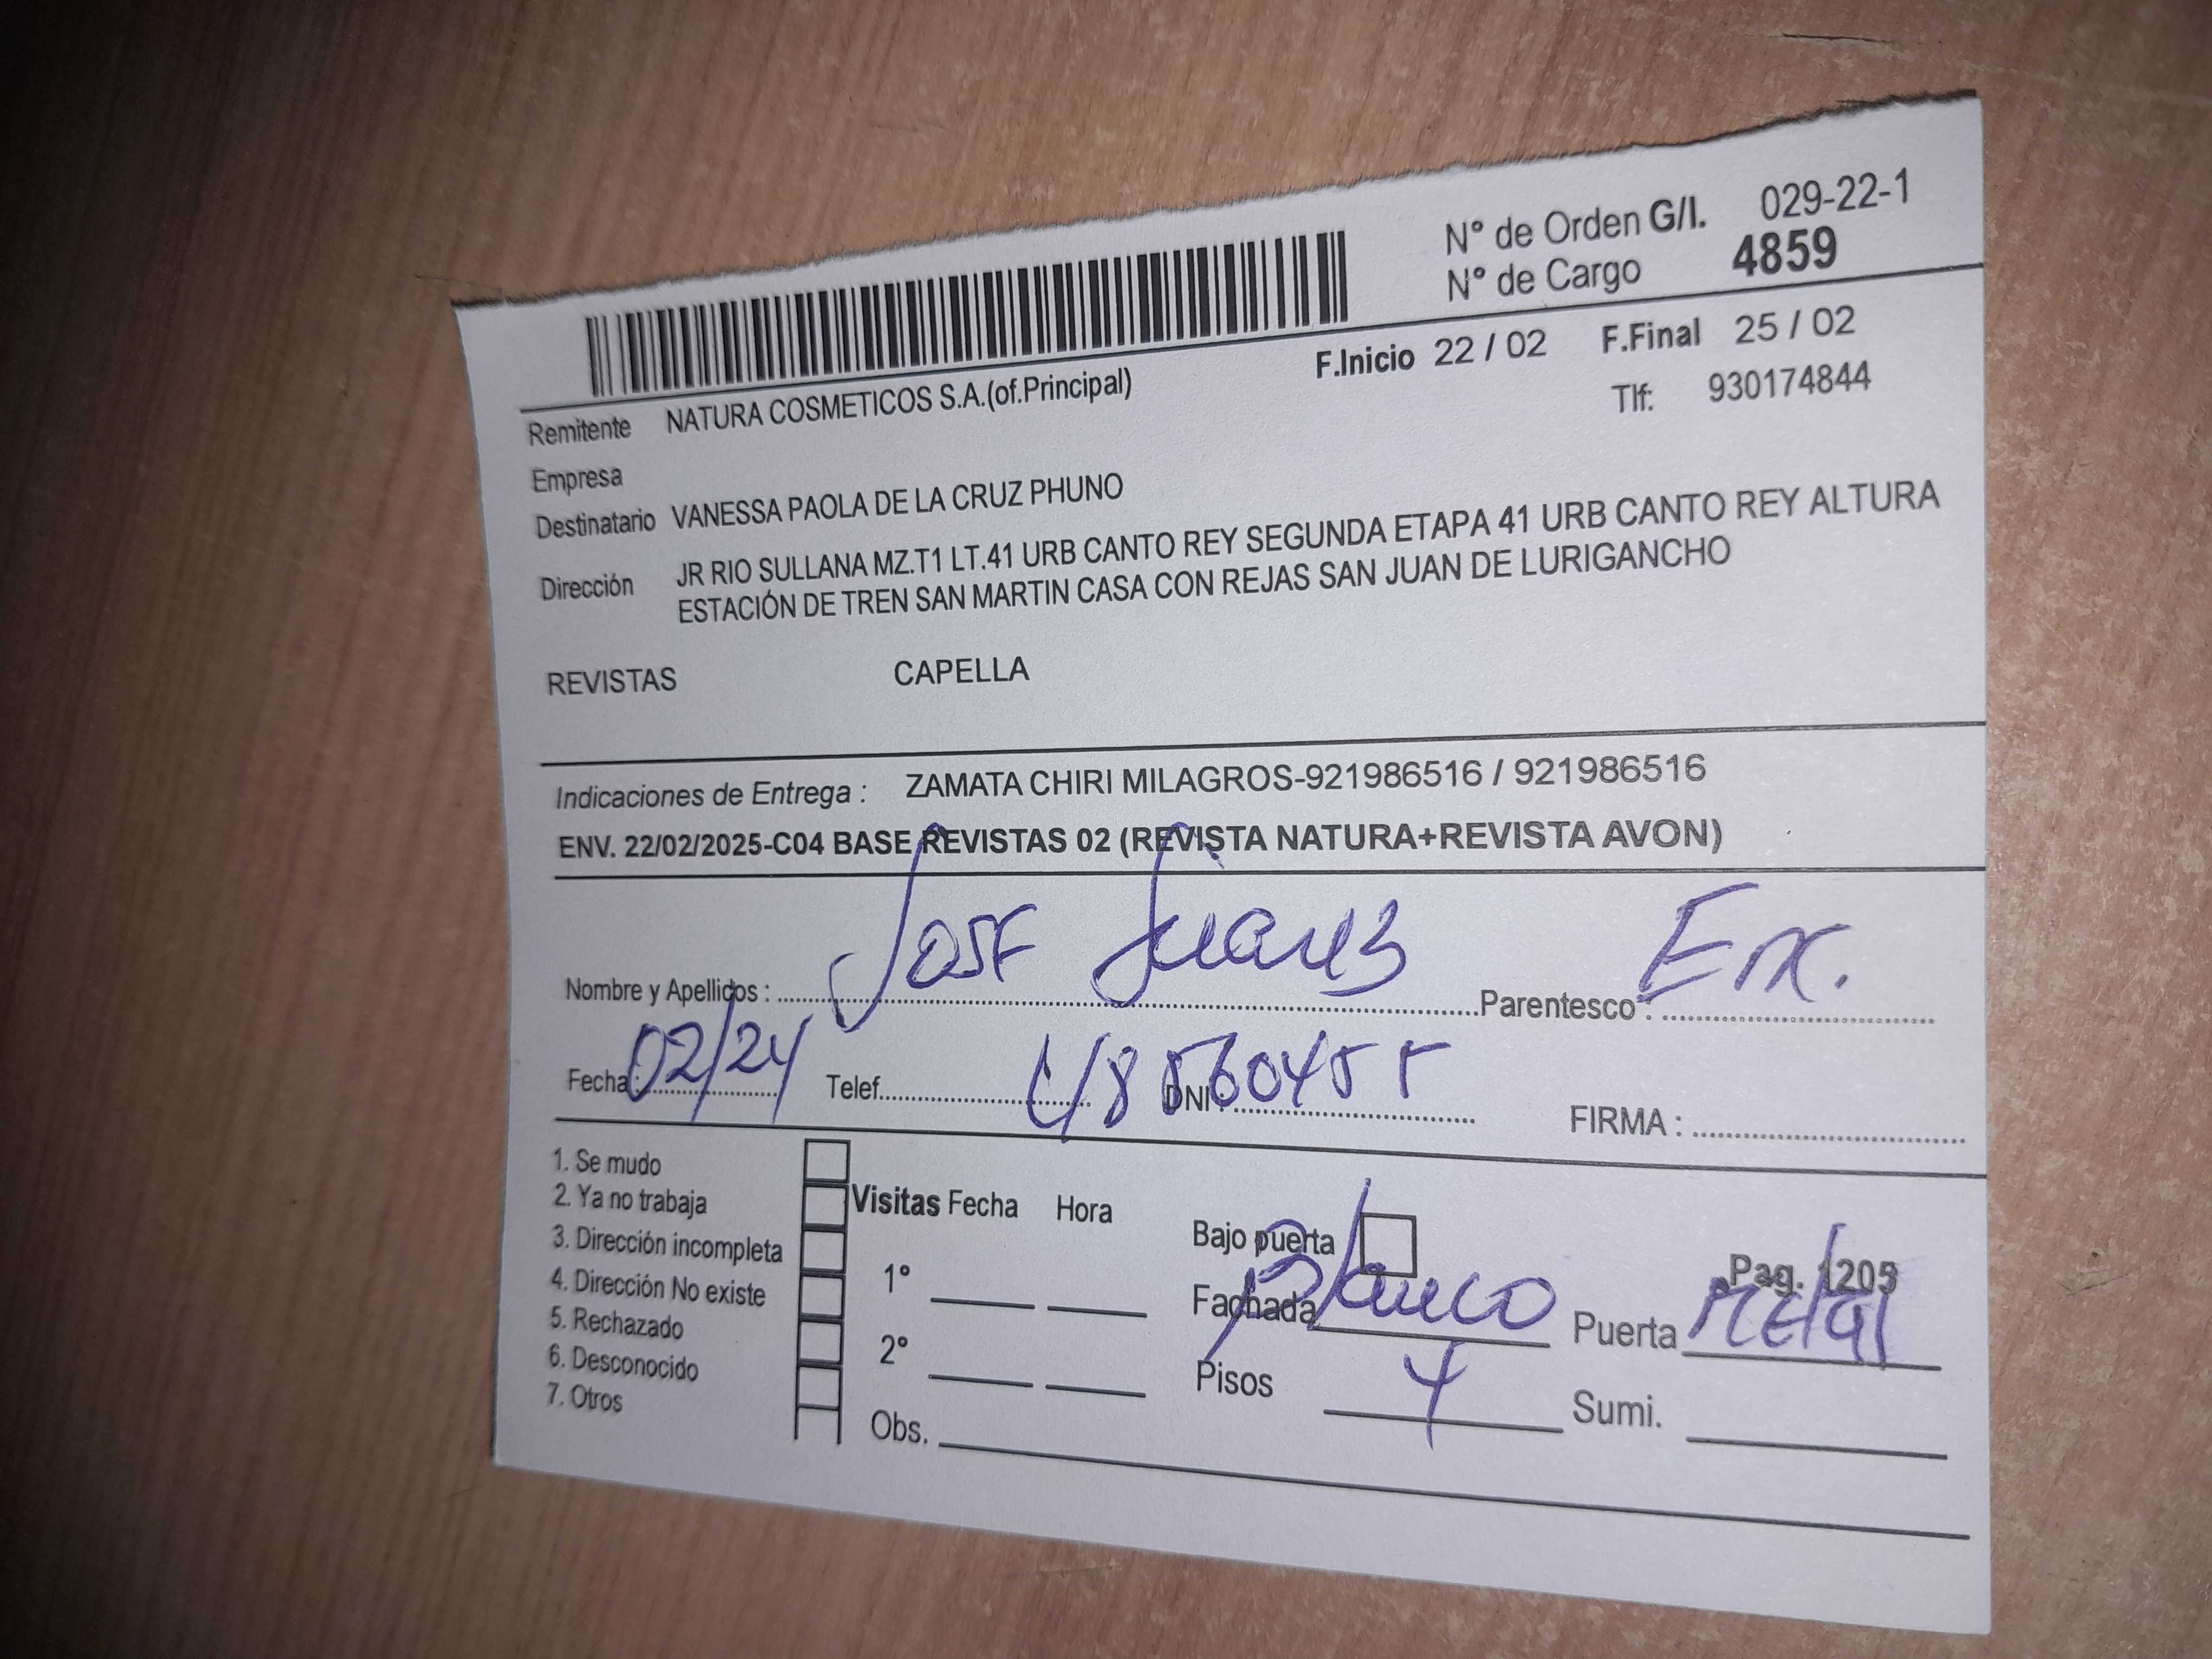 N° de Orden G/I. 029-22-1
N° de Cargo 4859
F.Inicio 22 / 02 F.Final 25 / 02
Remitente NATURA COSMETICOS S.A.(of.Principal) Tlf: 930174844
Empresa
Destinatario VANESSA PAOLA DE LA CRUZ PHUNO
Dirección JR RIO SULLANA MZ.T1 LT.41 URB CANTO REY SEGUNDA ETAPA 41 URB CANTO REY ALTURA
ESTACIÓN DE TREN SAN MARTIN CASA CON REJAS SAN JUAN DE LURIGANCHO
REVISTAS CAPELLA
Indicaciones de Entrega : ZAMATA CHIRI MILAGROS-921986516 / 921986516
ENV. 22/02/2025-C04 BASE REVISTAS 02 (REVISTA NATURA+REVISTA AVON)
Nombre y Apellidos : José Suarez Parentesco :
Fecha : 02/24 Telef. DNI : FIRMA :
1. Se mudo
2. Ya no trabaja
3. Dirección incompleta
4. Dirección No existe
5. Rechazado
6. Desconocido
7. Otros
Visitas Fecha Hora
1°
2°
Obs.
Bajo puerta
Pag. 1205
Fachada blanco Puerta Metal
Pisos 4 Sumi.